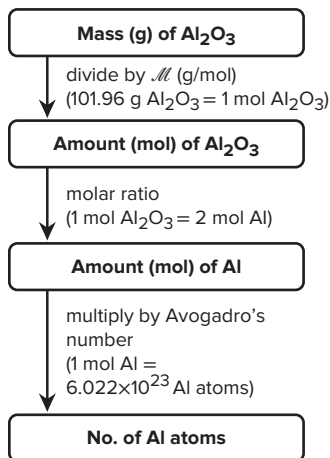 Mass (g) of Al₂O₃
divide by ℳ (g/mol)
(101.96 g Al₂O₃ = 1 mol Al₂O₃)
Amount (mol) of Al₂O₃
molar ratio
(1 mol Al₂O₃ = 2 mol Al)
Amount (mol) of Al
multiply by Avogadro's
number
(1 mol Al =
6.022×10²³ Al atoms)
No. of Al atoms